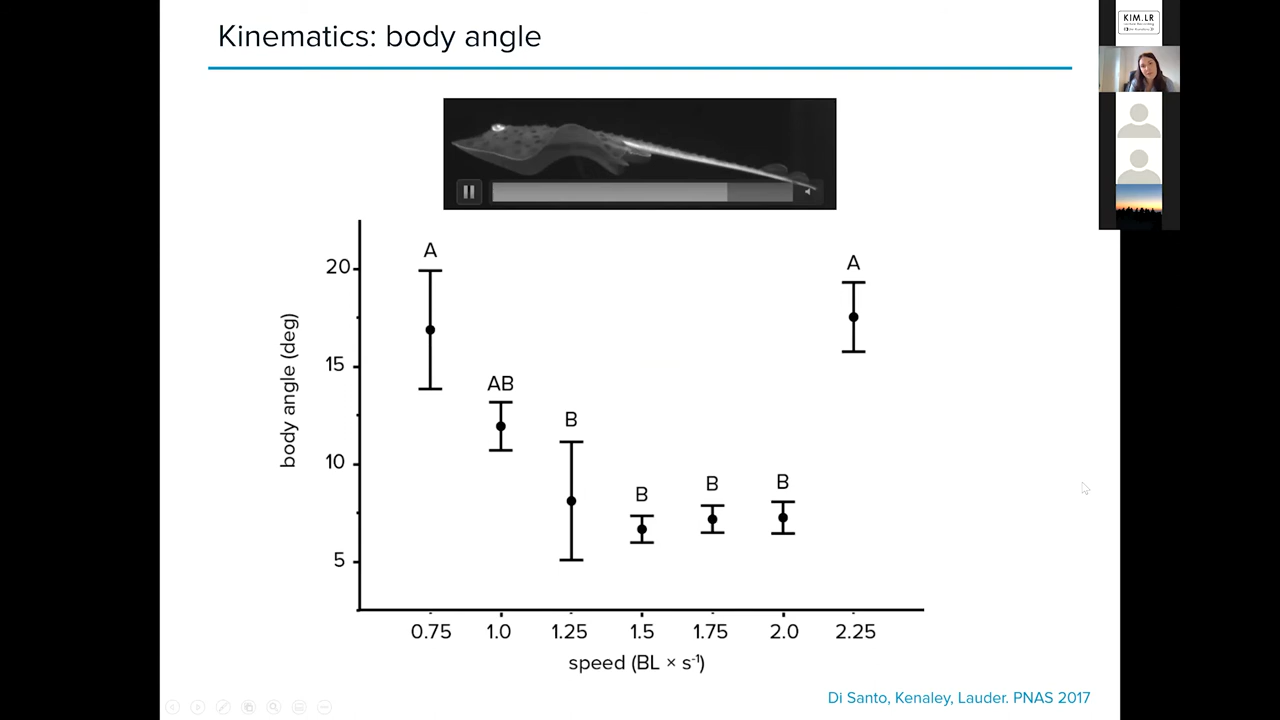 Kinematics: body angle
KIM.LR
A
A
20
AB
15
B
body angle (deg)
10
B
B
B
5
0.75 1.0 1.25 1.5 1.75 2.0 2.25
speed (BL × s⁻¹)
Di Santo, Kenaley, Lauder. PNAS 2017